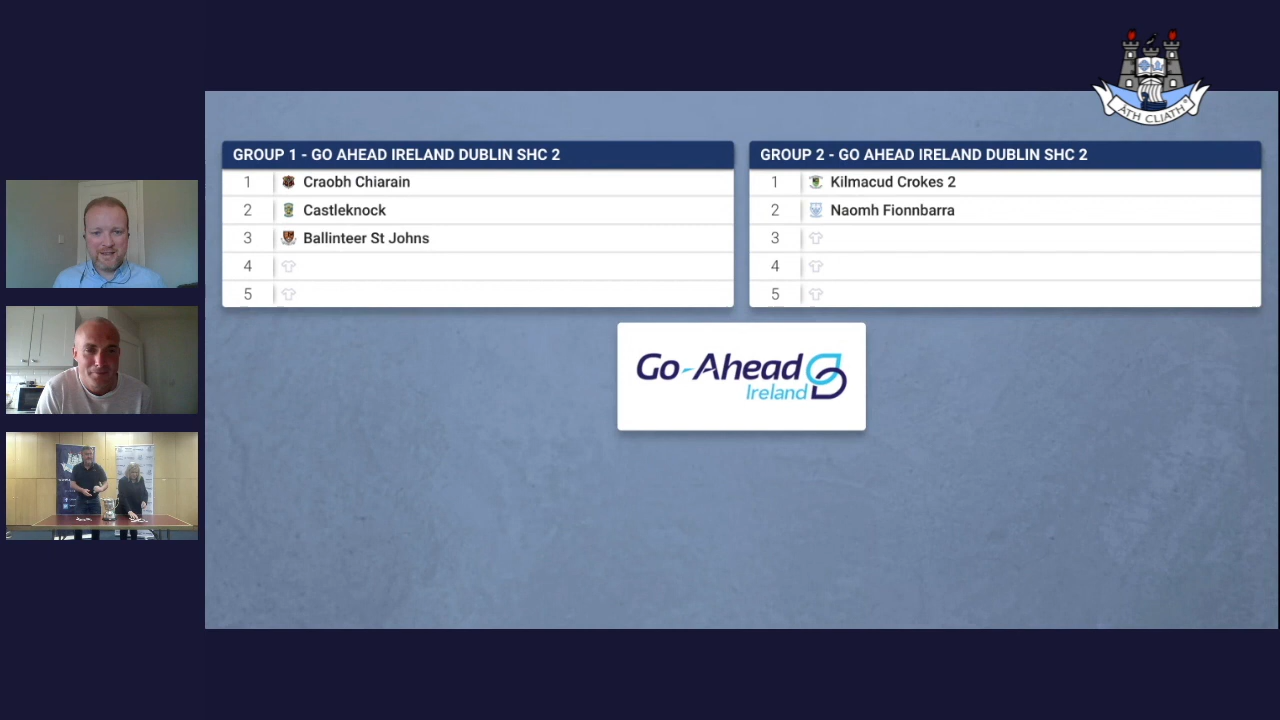 ÁTH CLIATH
GROUP 1 - GO AHEAD IRELAND DUBLIN SHC 2
1 Craobh Chiarain
2 Castleknock
3 Ballinteer St Johns
4
5
GROUP 2 - GO AHEAD IRELAND DUBLIN SHC 2
1 Kilmacud Crokes 2
2 Naomh Fionnbarra
3
4
5
Go-Ahead
Ireland